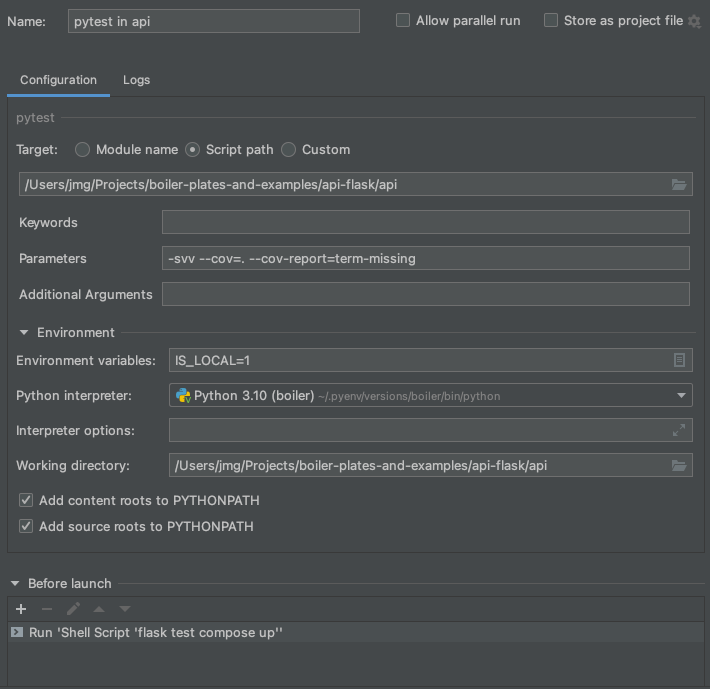 Name: pytest in api Allow parallel run Store as project file
Configuration Logs
pytest
Target: Module name Script path Custom
/Users/jmg/Projects/boiler-plates-and-examples/api-flask/api
Keywords
Parameters -svv --cov=. --cov-report=term-missing
Additional Arguments
Environment
Environment variables: IS_LOCAL=1
Python interpreter: Python 3.10 (boiler) ~/.pyenv/versions/boiler/bin/python
Interpreter options:
Working directory: /Users/jmg/Projects/boiler-plates-and-examples/api-flask/api
Add content roots to PYTHONPATH
Add source roots to PYTHONPATH
Before launch
Run 'Shell Script 'flask test compose up''